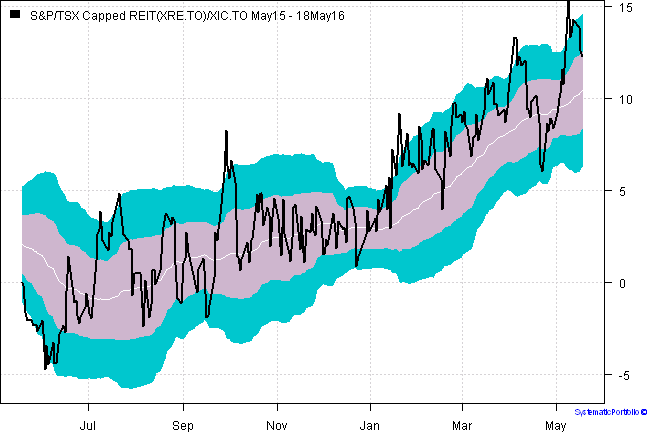 S&P/TSX Capped REIT(XRE.TO)/XIC.TO May15 - 18May16
15
10
5
0
-5
Jul Sep Nov Jan Mar May
SystematicPortfolio ©